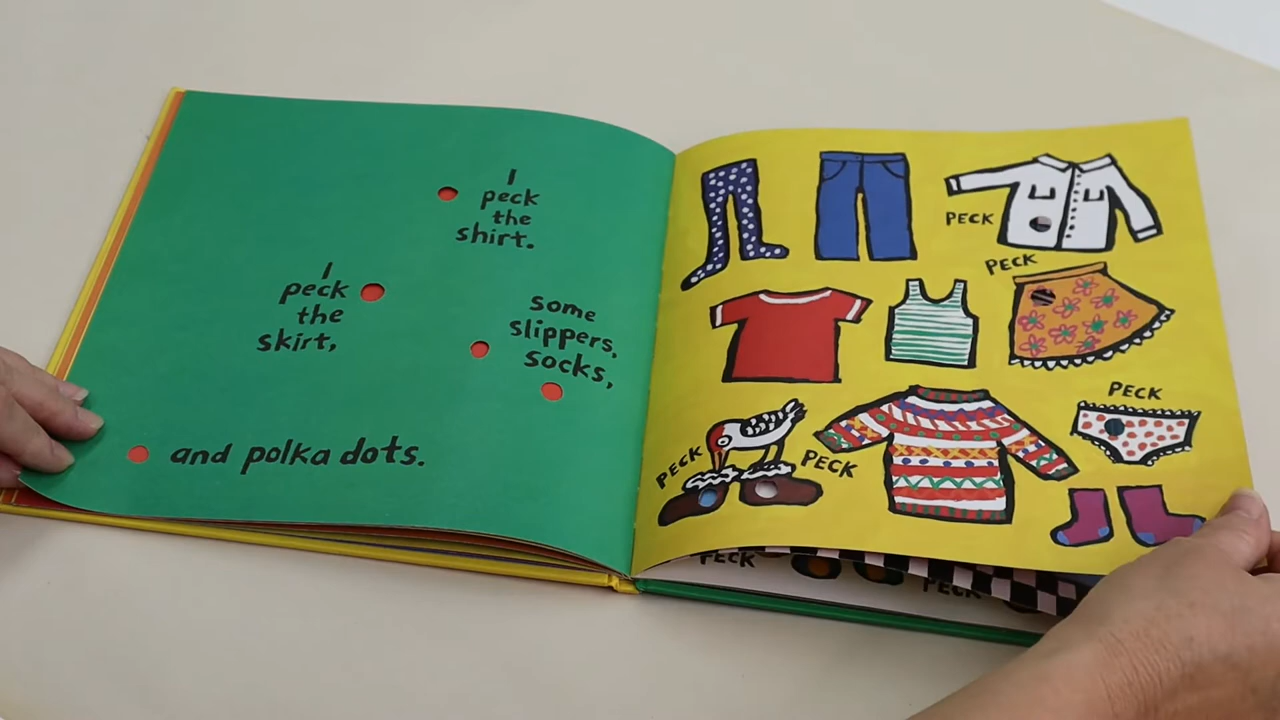 I
peck
the
shirt.
I
peck
the
skirt,
some
slippers,
socks,
and polka dots.
PECK
PECK
PECK
PECK
PECK
PECK
PECK